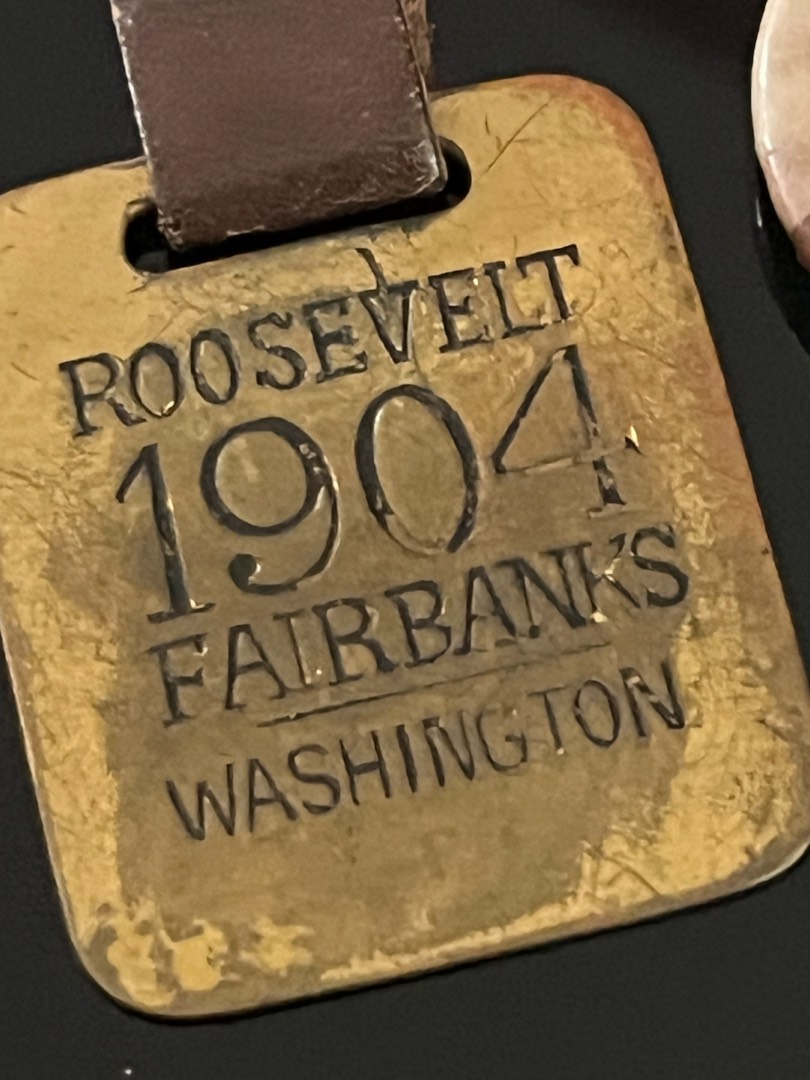 ROOSEVELT
1904
FAIRBANKS
WASHINGTON